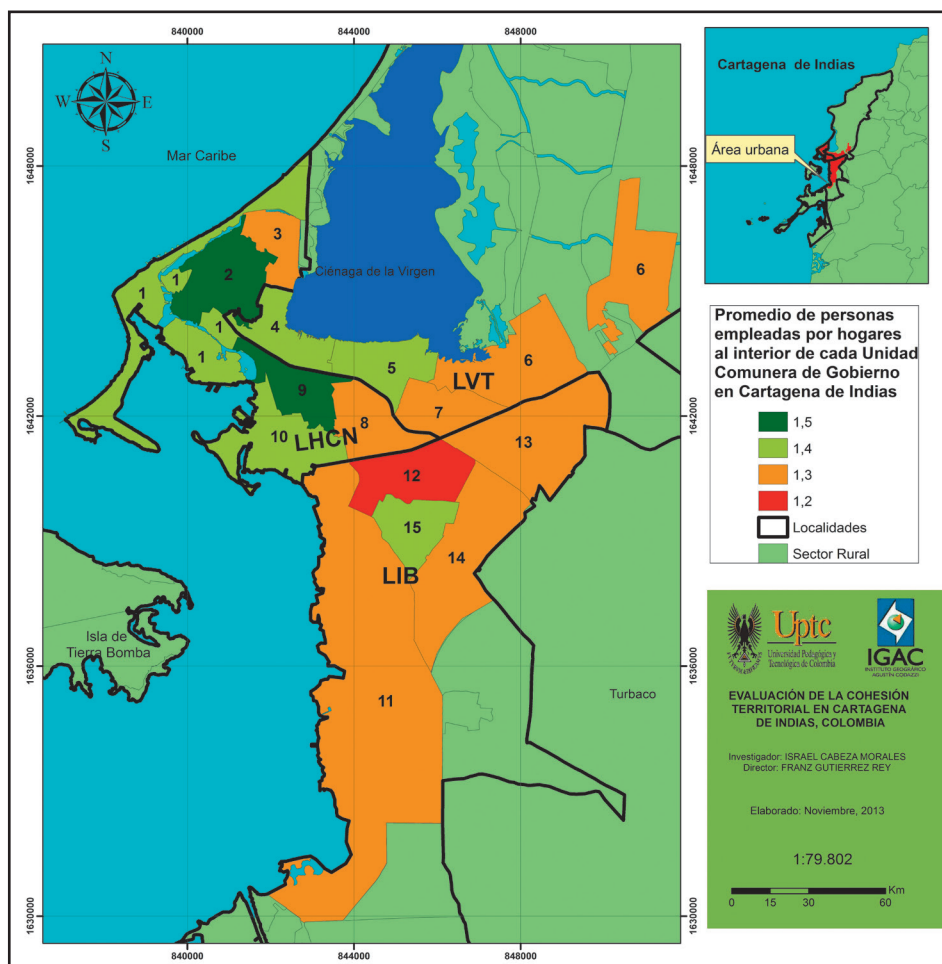 840000
844000
848000
N
W
E
S
Mar Caribe
1648000
1648000
3
2
1
1
Ciénaga de la Virgen
6
1
4
1
5
6
LVT
9
7
1642000
1642000
8
10
LHCN
13
12
15
14
LIB
Isla de
Tierra Bomba
1636000
1636000
11
Turbaco
1630000
1630000
840000
844000
848000
Cartagena de Indias
Área urbana
Promedio de personas
empleadas por hogares
al interior de cada Unidad
Comunera de Gobierno
en Cartagena de Indias
1,5
1,4
1,3
1,2
Localidades
Sector Rural
Uptc
Universidad Pedagógica y
Tecnológica de Colombia
IGAC
INSTITUTO GEOGRÁFICO
AGUSTÍN CODAZZI
EVALUACIÓN DE LA COHESIÓN
TERRITORIAL EN CARTAGENA
DE INDIAS, COLOMBIA
Investigador: ISRAEL CABEZA MORALES
Director: FRANZ GUTIERREZ REY
Elaborado: Noviembre, 2013
1:79.802
Km
0 15 30 60